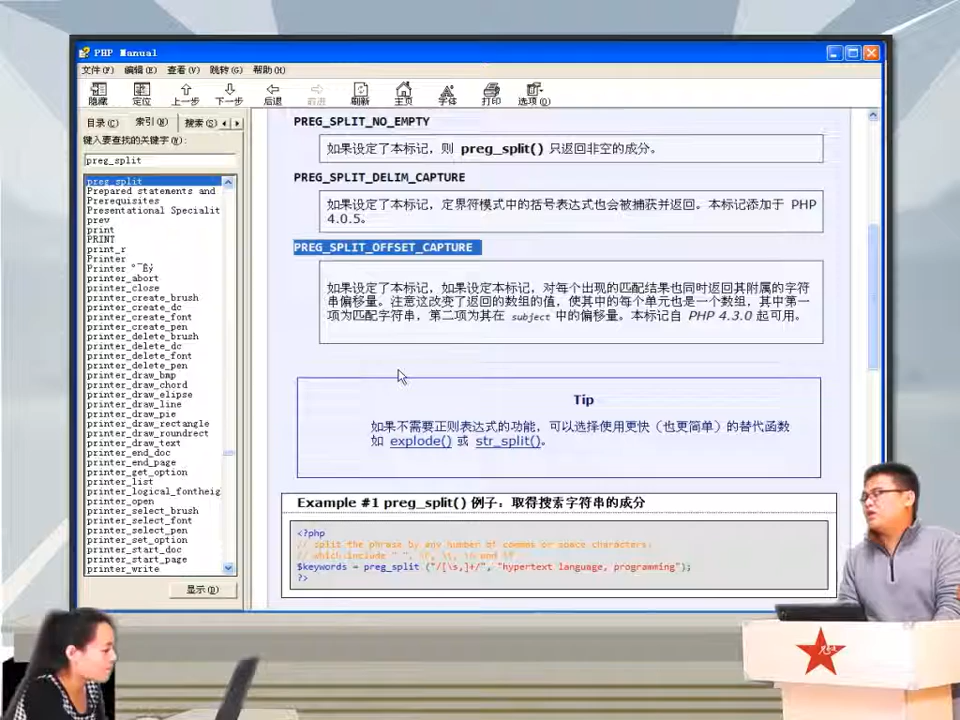 PHP Manual
文件(F) 编辑(E) 查看(V) 跳转(G) 帮助(H)
隐藏 定位 上一步 下一步 后退 前进 刷新 主页 字体 打印 选项(O)
目录(C) 索引(N) 搜索(S)
键入要查找的关键字(W):
preg_split
preg_split
Prepared statements and
Prerequisites
Presentational Specialit
prev
print
PRINT
print_r
Printer
Printer
printer_abort
printer_close
printer_create_brush
printer_create_dc
printer_create_font
printer_create_pen
printer_delete_brush
printer_delete_dc
printer_delete_font
printer_delete_pen
printer_draw_bmp
printer_draw_chord
printer_draw_elipse
printer_draw_line
printer_draw_pie
printer_draw_rectangle
printer_draw_roundrect
printer_draw_text
printer_end_doc
printer_end_page
printer_get_option
printer_list
printer_logical_fontheig
printer_open
printer_select_brush
printer_select_font
printer_select_pen
printer_set_option
printer_start_doc
printer_start_page
printer_write
显示(D)
PREG_SPLIT_NO_EMPTY
如果设定了本标记，则 preg_split() 只返回非空的成分。
PREG_SPLIT_DELIM_CAPTURE
如果设定了本标记，定界符模式中的括号表达式也会被捕获并返回。本标记添加于 PHP
4.0.5。
PREG_SPLIT_OFFSET_CAPTURE
如果设定了本标记，如果设定本标记，对每个出现的匹配结果也同时返回其附属的字符
串偏移量。注意这改变了返回的数组的值，使其中的每个单元也是一个数组，其中第一
项为匹配字符串，第二项为其在 subject 中的偏移量。本标记自 PHP 4.3.0 起可用。
Tip
如果不需要正则表达式的功能，可以选择使用更快（也更简单）的替代函数
如 explode() 或 str_split()。
Example #1 preg_split() 例子：取得搜索字符串的成分
<?php
// split the phrase by any number of commas or space characters,
// which include " ", \r, \t, \n and \f
$keywords = preg_split ("/[\s,]+/", "hypertext language, programming");
?>